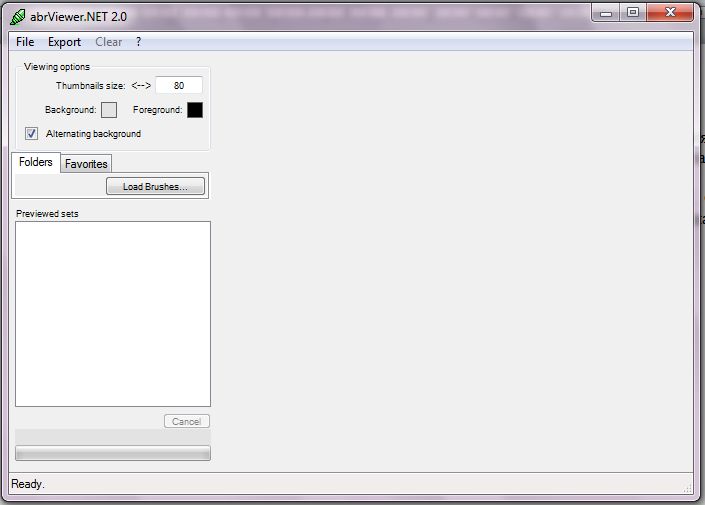 abrViewer.NET 2.0
File Export Clear ?
Viewing options
Thumbnails size: <--> 80
Background: Foreground:
Alternating background
Folders Favorites
Load Brushes...
Previewed sets
Cancel
Ready.